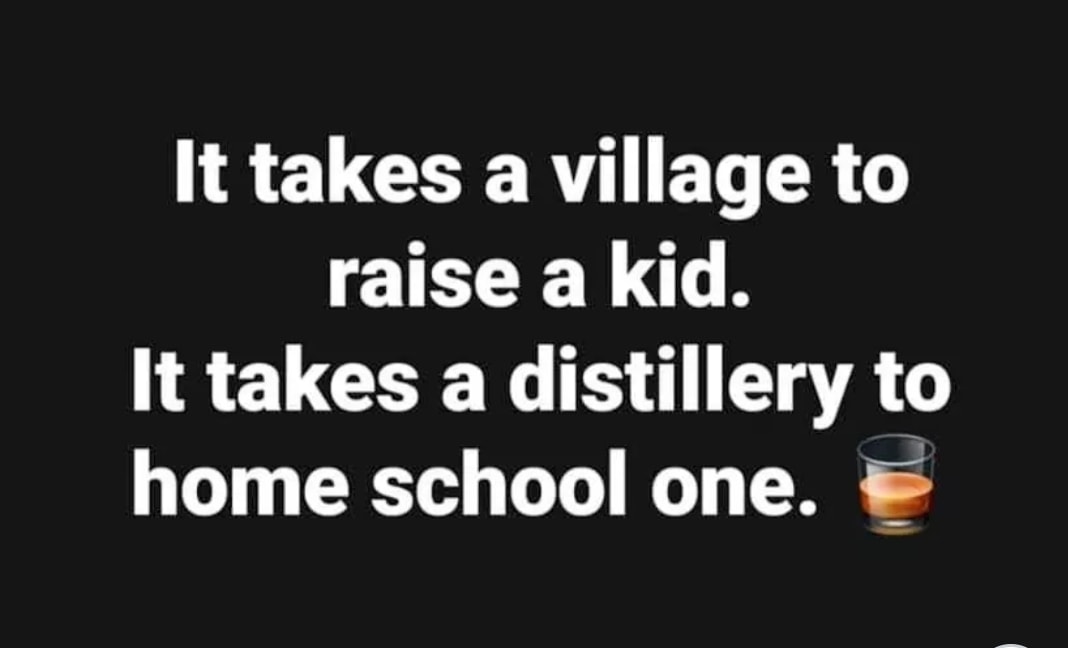 It takes a village to
raise a kid.
It takes a distillery to
home school one. 🥃